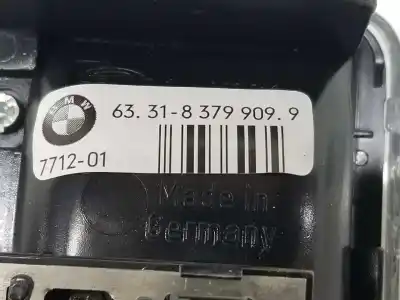 BMW
63.31-8 379 909.9
7712-01
Made in
Germany